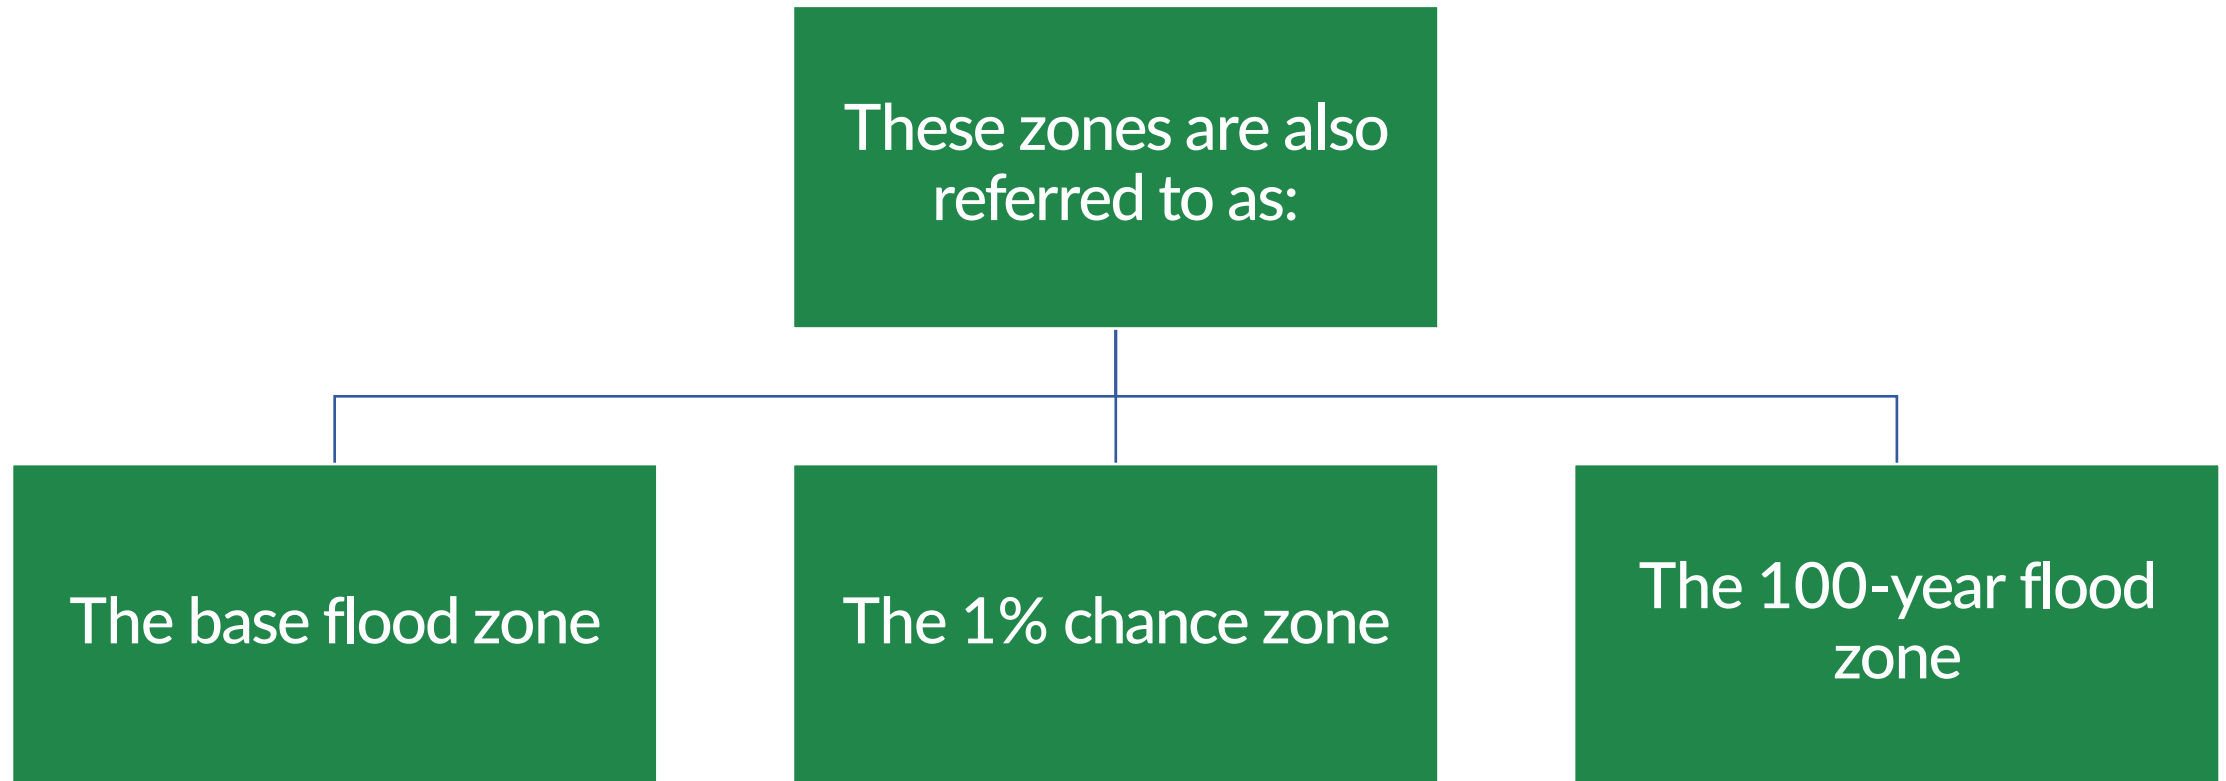 These zones are also
referred to as:
The base flood zone
The 1% chance zone
The 100-year flood
zone